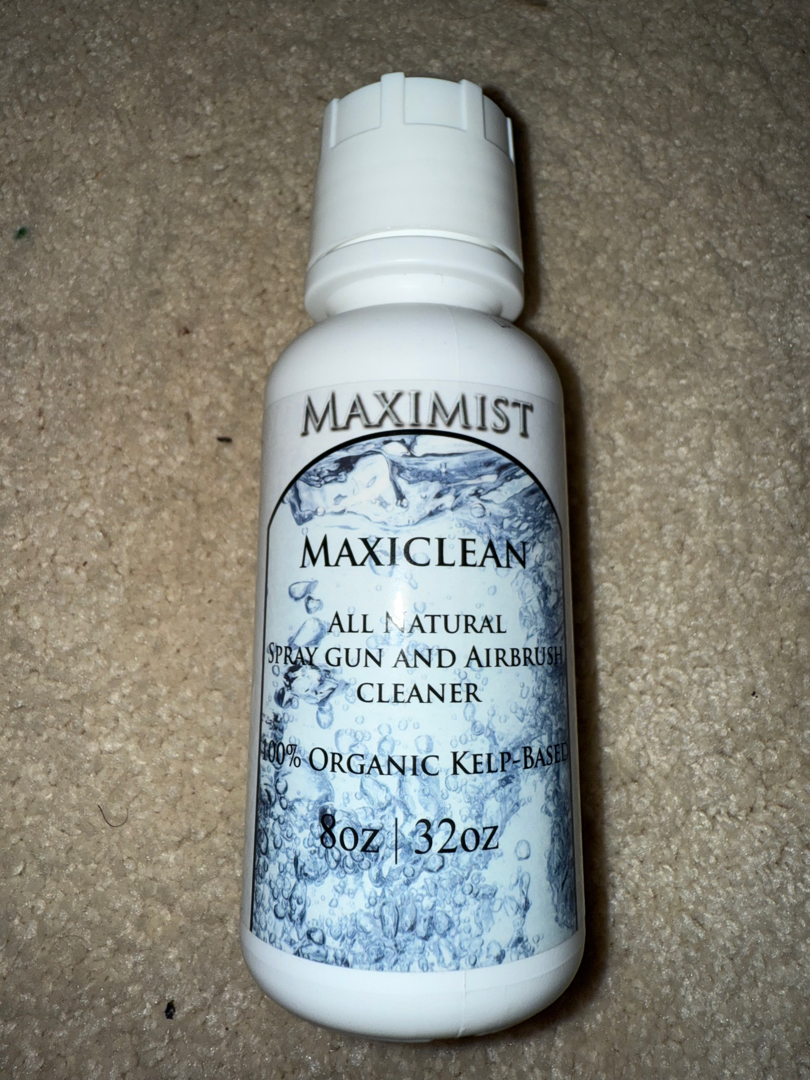 MAXIMIST
MAXICLEAN
ALL NATURAL
SPRAY GUN AND AIRBRUSH
CLEANER
100% ORGANIC KELP-BASED
8OZ | 32OZ